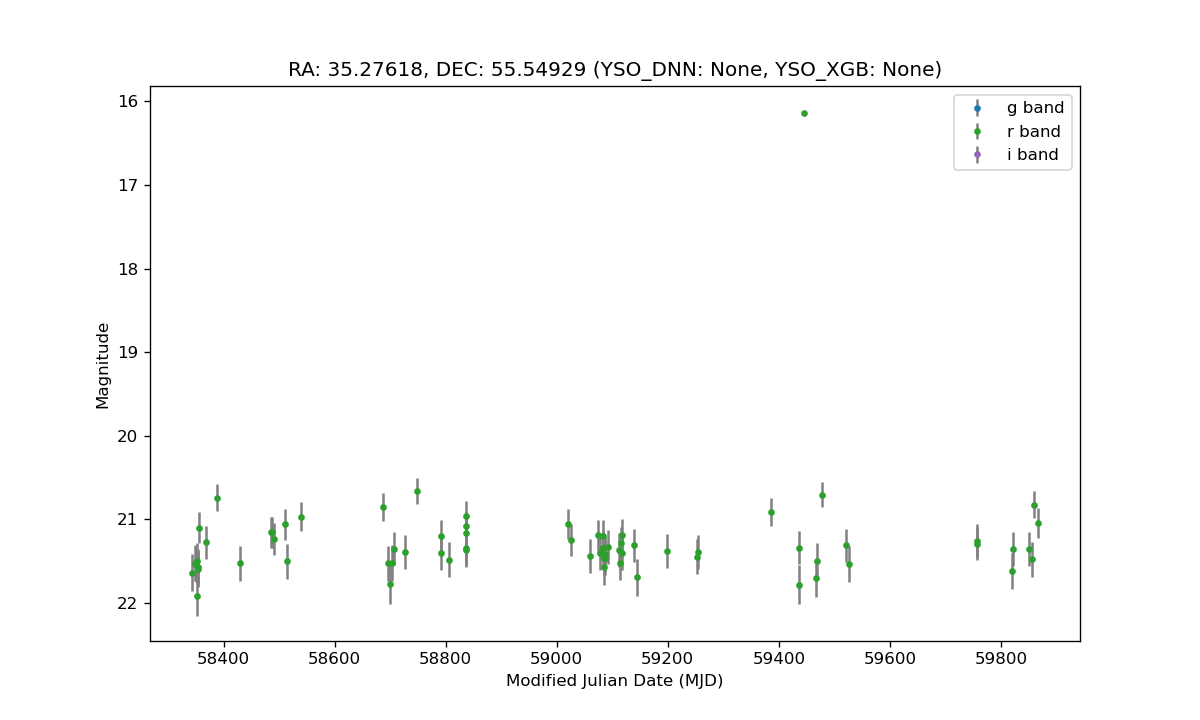 RA: 35.27618, DEC: 55.54929 (YSO_DNN: None, YSO_XGB: None)
g band
r band
i band
16
17
18
19
20
21
22
Magnitude
58400 58600 58800 59000 59200 59400 59600 59800
Modified Julian Date (MJD)